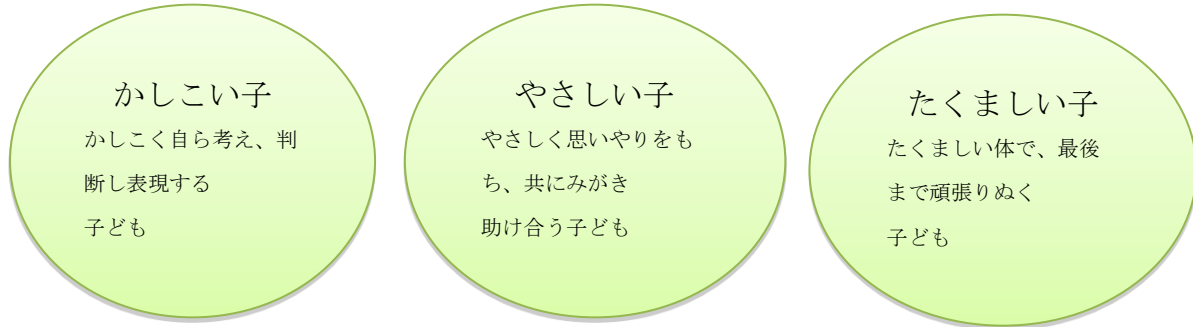 かしこい子
かしこく自ら考え、判
断し表現する
子ども
やさしい子
やさしく思いやりをも
ち、共にみがき
助け合う子ども
たくましい子
たくましい体で、最後
まで頑張りぬく
子ども